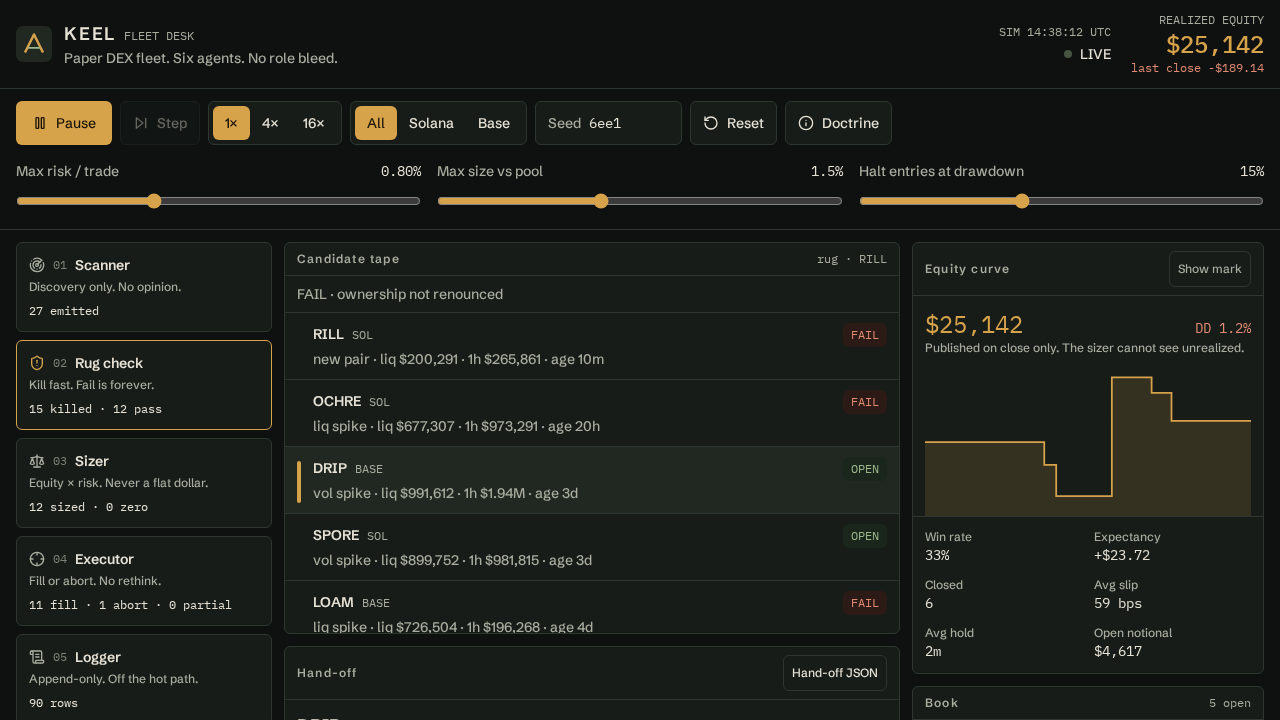 KEEL FLEET DESK
Paper DEX fleet. Six agents. No role bleed.
SIM 14:38:12 UTC
LIVE
REALIZED EQUITY
$25,142
last close -$189.14
Pause
Step
1×
4×
16×
All
Solana
Base
Seed 6ee1
Reset
Doctrine
Max risk / trade 0.80%
Max size vs pool 1.5%
Halt entries at drawdown 15%
01 Scanner
Discovery only. No opinion.
27 emitted
02 Rug check
Kill fast. Fail is forever.
15 killed · 12 pass
03 Sizer
Equity × risk. Never a flat dollar.
12 sized · 0 zero
04 Executor
Fill or abort. No rethink.
11 fill · 1 abort · 0 partial
05 Logger
Append-only. Off the hot path.
90 rows
Candidate tape rug · RILL
FAIL · ownership not renounced
RILL SOL FAIL
new pair · liq $200,291 · 1h $265,861 · age 10m
OCHRE SOL FAIL
liq spike · liq $677,307 · 1h $973,291 · age 20h
DRIP BASE OPEN
vol spike · liq $991,612 · 1h $1.94M · age 3d
SPORE SOL OPEN
vol spike · liq $899,752 · 1h $981,815 · age 3d
LOAM BASE FAIL
liq spike · liq $726,504 · 1h $196,268 · age 4d
Hand-off Hand-off JSON
Equity curve Show mark
$25,142 DD 1.2%
Published on close only. The sizer cannot see unrealized.
Win rate
33%
Expectancy
+$23.72
Closed
6
Avg slip
59 bps
Avg hold
2m
Open notional
$4,617
Book 5 open